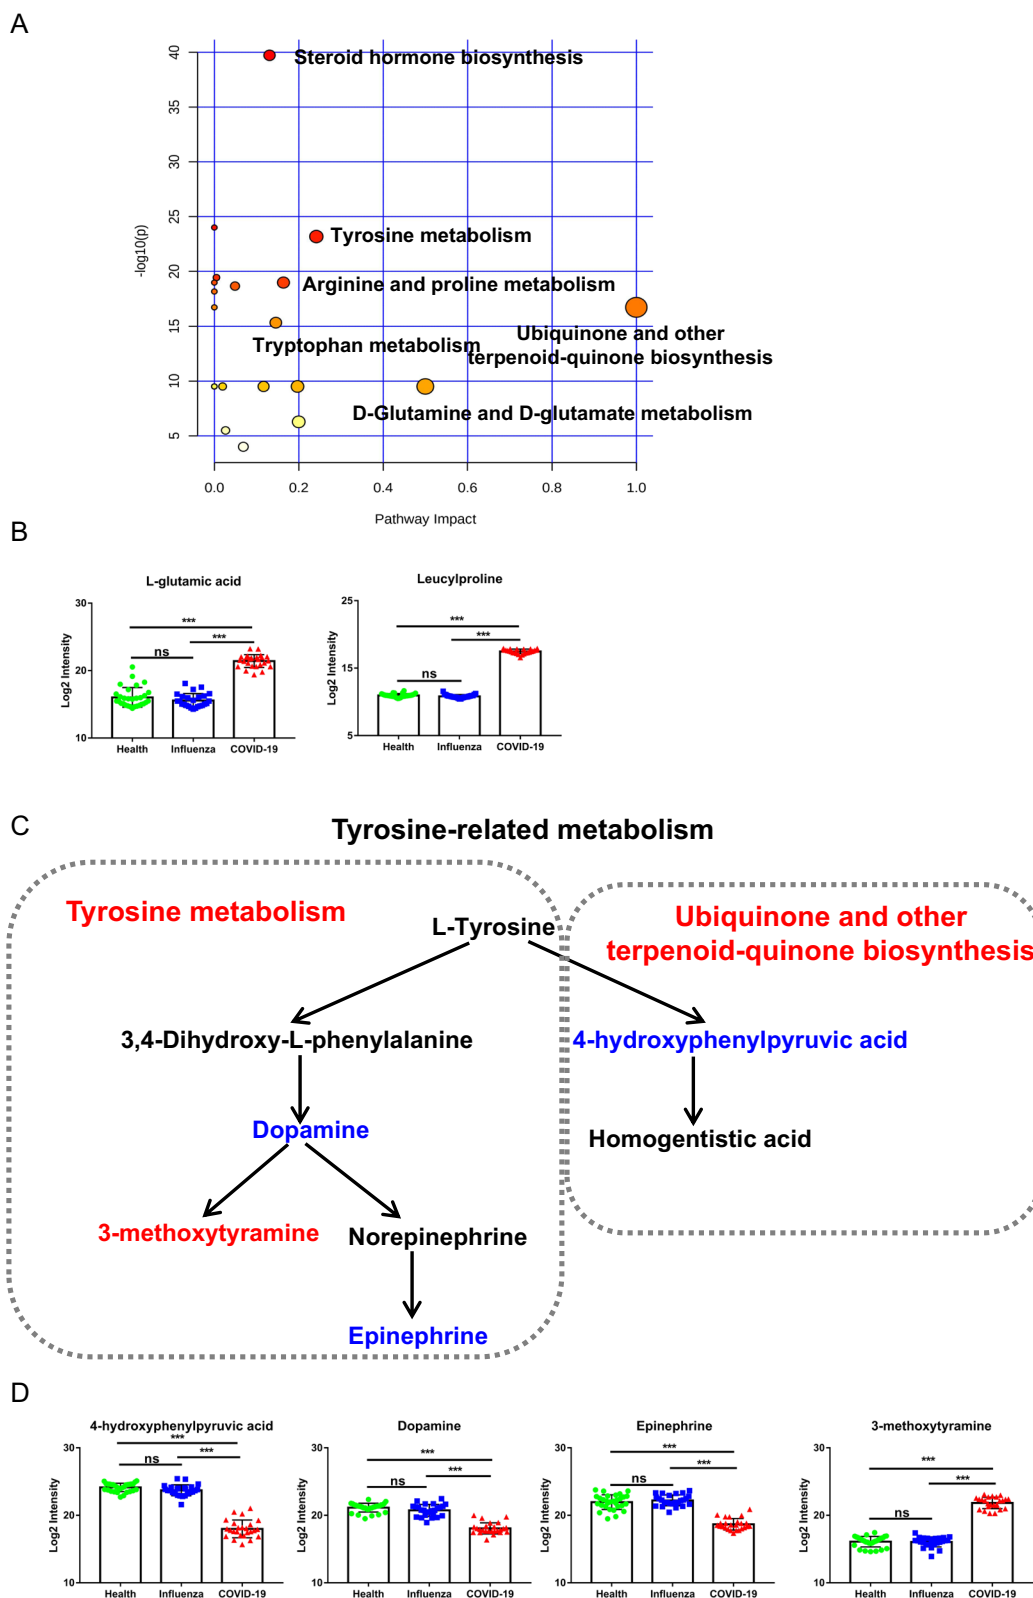 A
40
35
30
25
20
15
10
5
-log10(p)
Steroid hormone biosynthesis
Tyrosine metabolism
Arginine and proline metabolism
Ubiquinone and other
terpenoid-quinone biosynthesis
Tryptophan metabolism
D-Glutamine and D-glutamate metabolism
0.0 0.2 0.4 0.6 0.8 1.0
Pathway Impact
B
L-glutamic acid
30
20
10
Log2 Intensity
***
***
ns
Health Influenza COVID-19
Leucylproline
25
15
5
Log2 Intensity
***
***
ns
Health Influenza COVID-19
C
Tyrosine-related metabolism
Tyrosine metabolism
Ubiquinone and other
terpenoid-quinone biosynthesis
L-Tyrosine
3,4-Dihydroxy-L-phenylalanine
4-hydroxyphenylpyruvic acid
Dopamine
Homogentistic acid
3-methoxytyramine
Norepinephrine
Epinephrine
D
4-hydroxyphenylpyruvic acid
30
20
10
Log2 Intensity
***
***
ns
Health Influenza COVID-19
Dopamine
30
20
10
Log2 Intensity
***
***
ns
Health Influenza COVID-19
Epinephrine
30
20
10
Log2 Intensity
***
***
ns
Health Influenza COVID-19
3-methoxytyramine
30
20
10
Log2 Intensity
***
***
ns
Health Influenza COVID-19